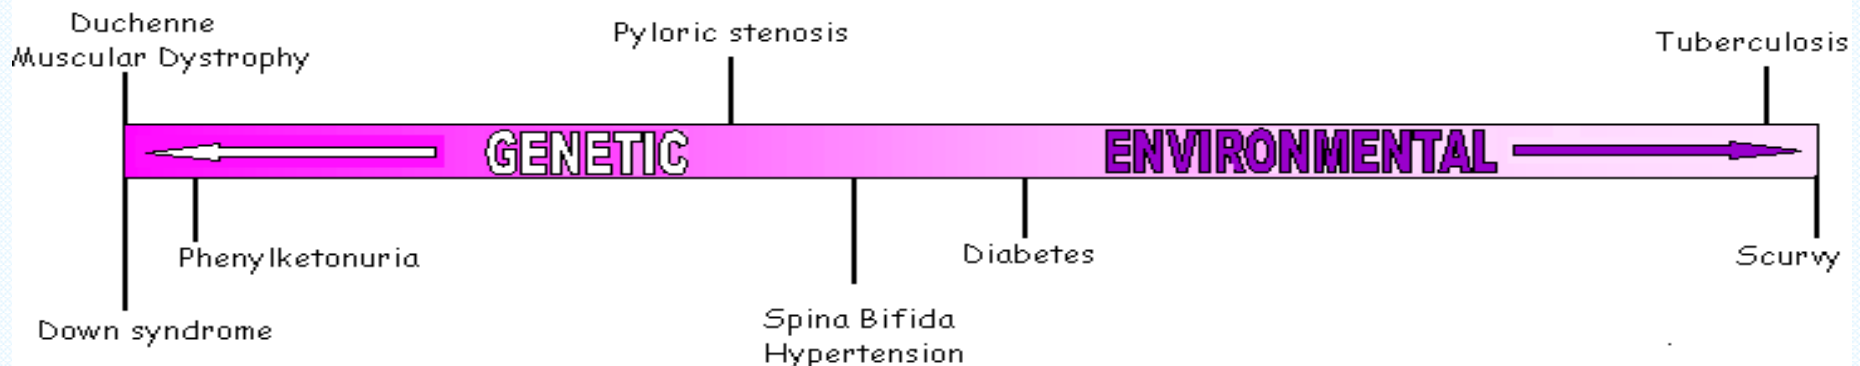 Duchenne
Muscular Dystrophy
Pyloric stenosis
Tuberculosis
GENETIC
ENVIRONMENTAL
Phenylketonuria
Diabetes
Scurvy
Down syndrome
Spina Bifida
Hypertension